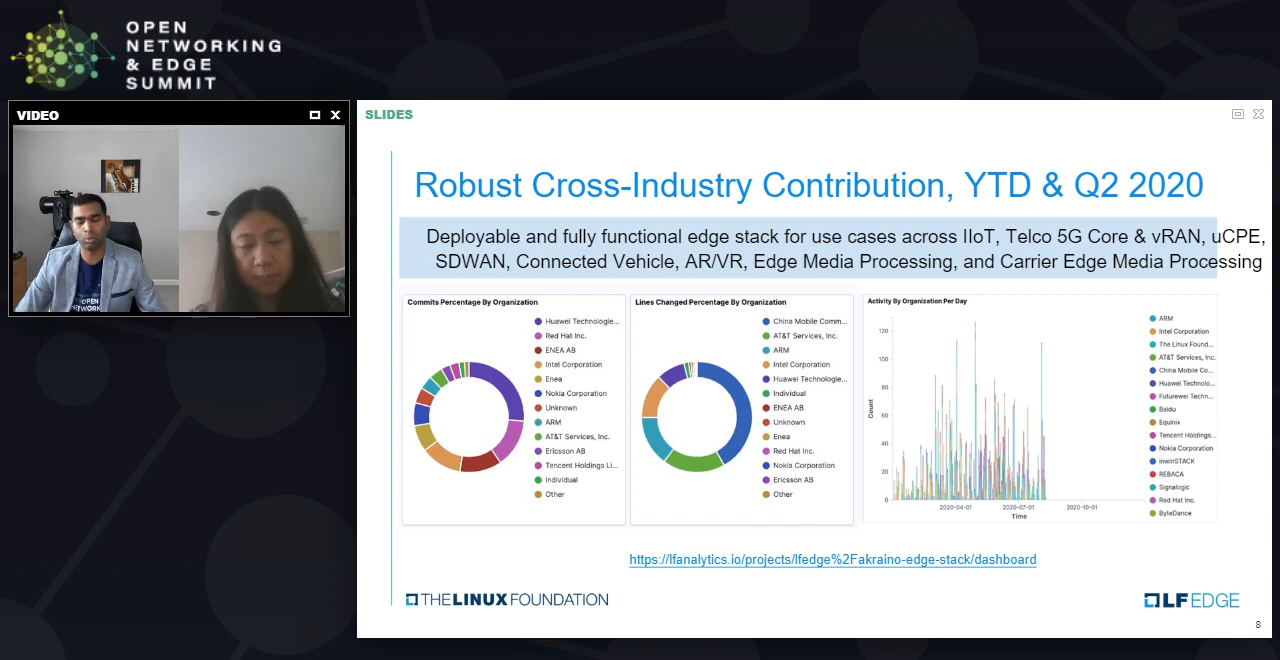 OPEN
NETWORKING
& EDGE
SUMMIT
VIDEO
OPEN
NETWORK
SLIDES
Robust Cross-Industry Contribution, YTD & Q2 2020
Deployable and fully functional edge stack for use cases across IIoT, Telco 5G Core & vRAN, uCPE,
SDWAN, Connected Vehicle, AR/VR, Edge Media Processing, and Carrier Edge Media Processing
Commits Percentage By Organization
Huawei Technologie...
Red Hat Inc.
ENEA AB
Intel Corporation
Enea
Nokia Corporation
Unknown
ARM
AT&T Services, Inc.
Ericsson AB
Tencent Holdings Li...
Individual
Other
Lines Changed Percentage By Organization
China Mobile Comm...
AT&T Services, Inc.
ARM
Intel Corporation
Huawei Technologie...
Individual
ENEA AB
Unknown
Enea
Red Hat Inc.
Nokia Corporation
Ericsson AB
Other
Activity By Organization Per Day
120
100
80
60
40
20
0
Count
2020-04-01
2020-07-01
2020-10-01
Time
ARM
Intel Corporation
The Linux Found...
AT&T Services, Inc.
China Mobile Co...
Huawei Technolo...
Futurewei Techn...
Baidu
Equinix
Tencent Holdings...
Nokia Corporation
inwinSTACK
REBACA
Signalogic
Red Hat Inc.
ByteDance
https://lfanalytics.io/projects/lfedge%2Fakraino-edge-stack/dashboard
THE LINUX FOUNDATION
LF EDGE
8